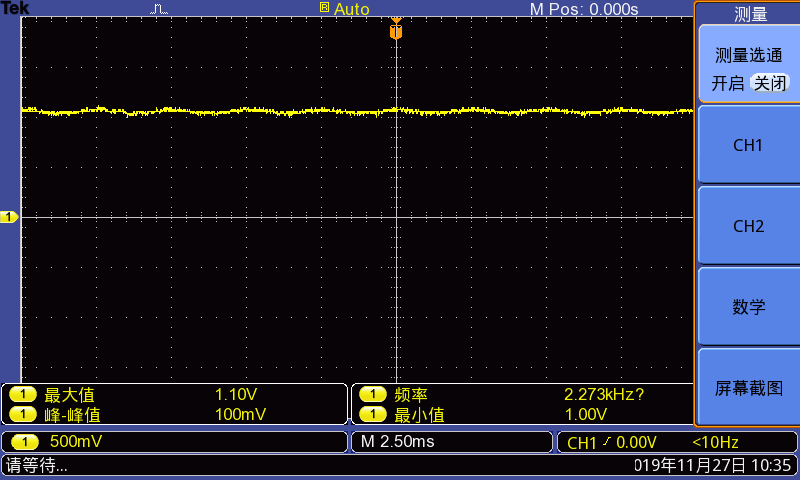 Tek
R Auto
M Pos: 0.000s
测量
T
测量选通
开启 关闭
CH1
1
CH2
数学
屏幕截图
1 最大值 1.10V
1 频率 2.273kHz?
1 峰-峰值 100mV
1 最小值 1.00V
1 500mV
M 2.50ms
CH1 0.00V <10Hz
请等待...
019年11月27日 10:35